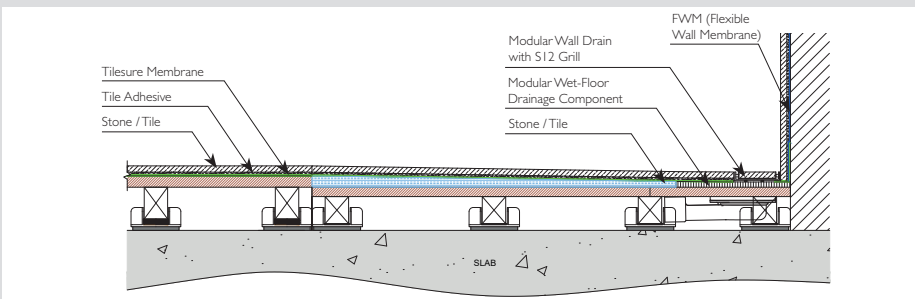 FWM (Flexible
Wall Membrane)
Modular Wall Drain
with S12 Grill
Modular Wet-Floor
Drainage Component
Stone / Tile
Tilesure Membrane
Tile Adhesive
Stone / Tile
SLAB